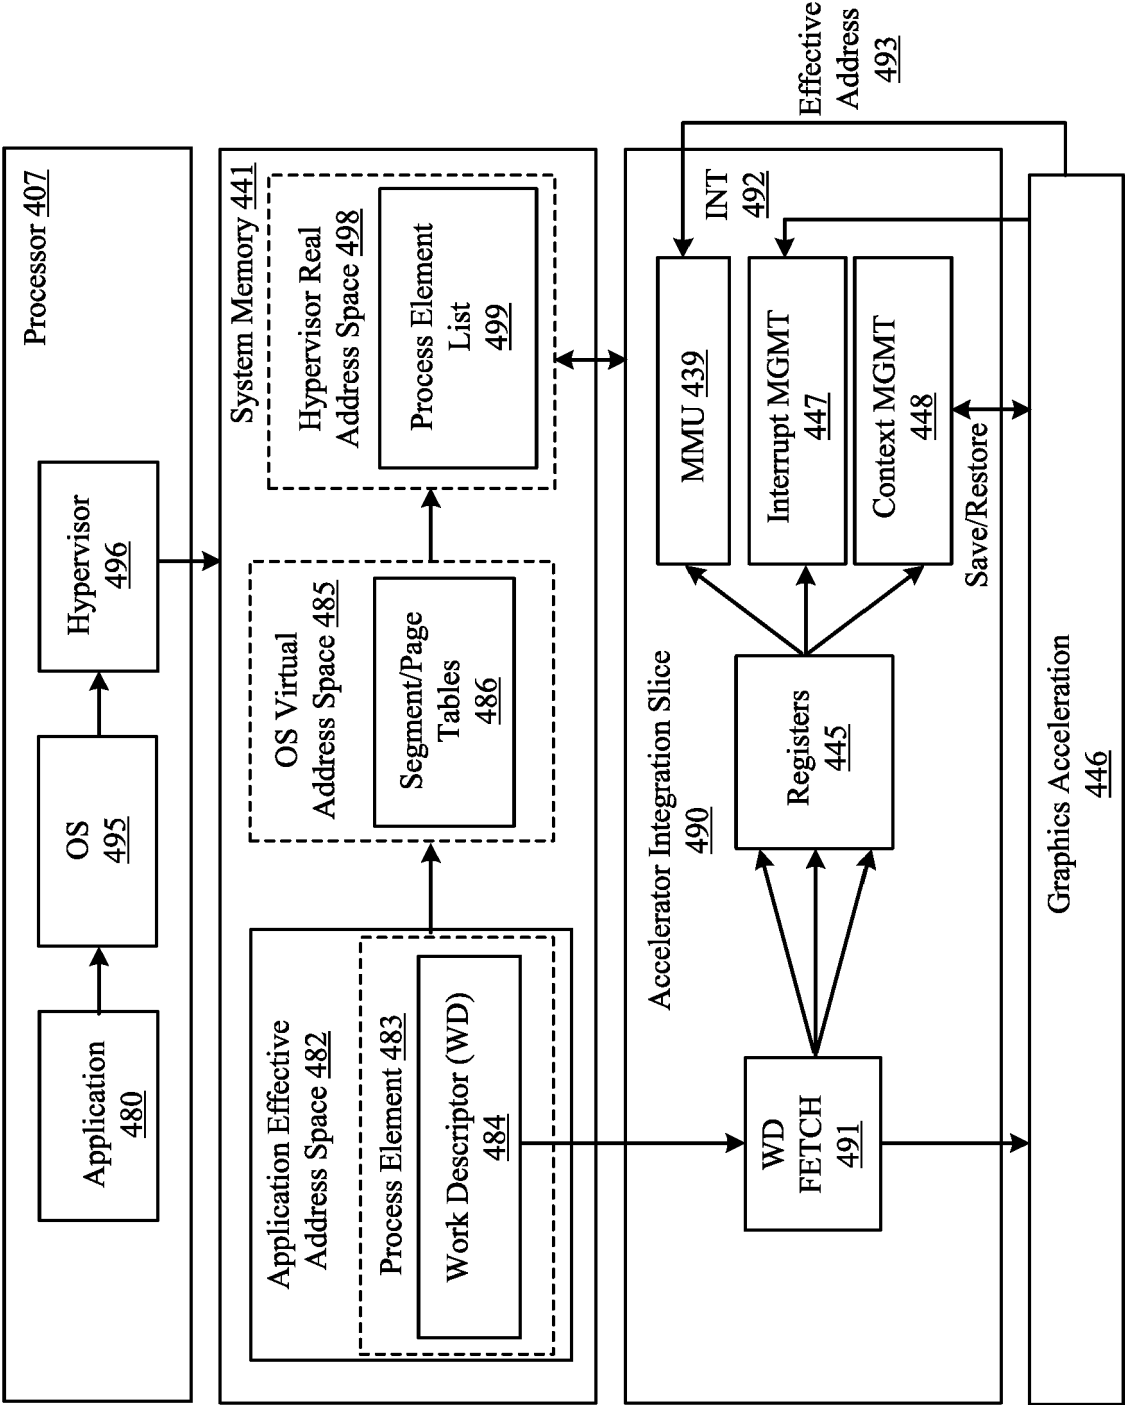 Processor 407
Application
480
OS
495
Hypervisor
496
System Memory 441
Application Effective
Address Space 482
Process Element 483
Work Descriptor (WD)
484
OS Virtual
Address Space 485
Segment/Page
Tables
486
Hypervisor Real
Address Space 498
Process Element
List
499
Accelerator Integration Slice
490
WD
FETCH
491
Registers
445
MMU 439
Interrupt MGMT
447
Context MGMT
448
INT
492
Effective
Address
493
Save/Restore
Graphics Acceleration
446